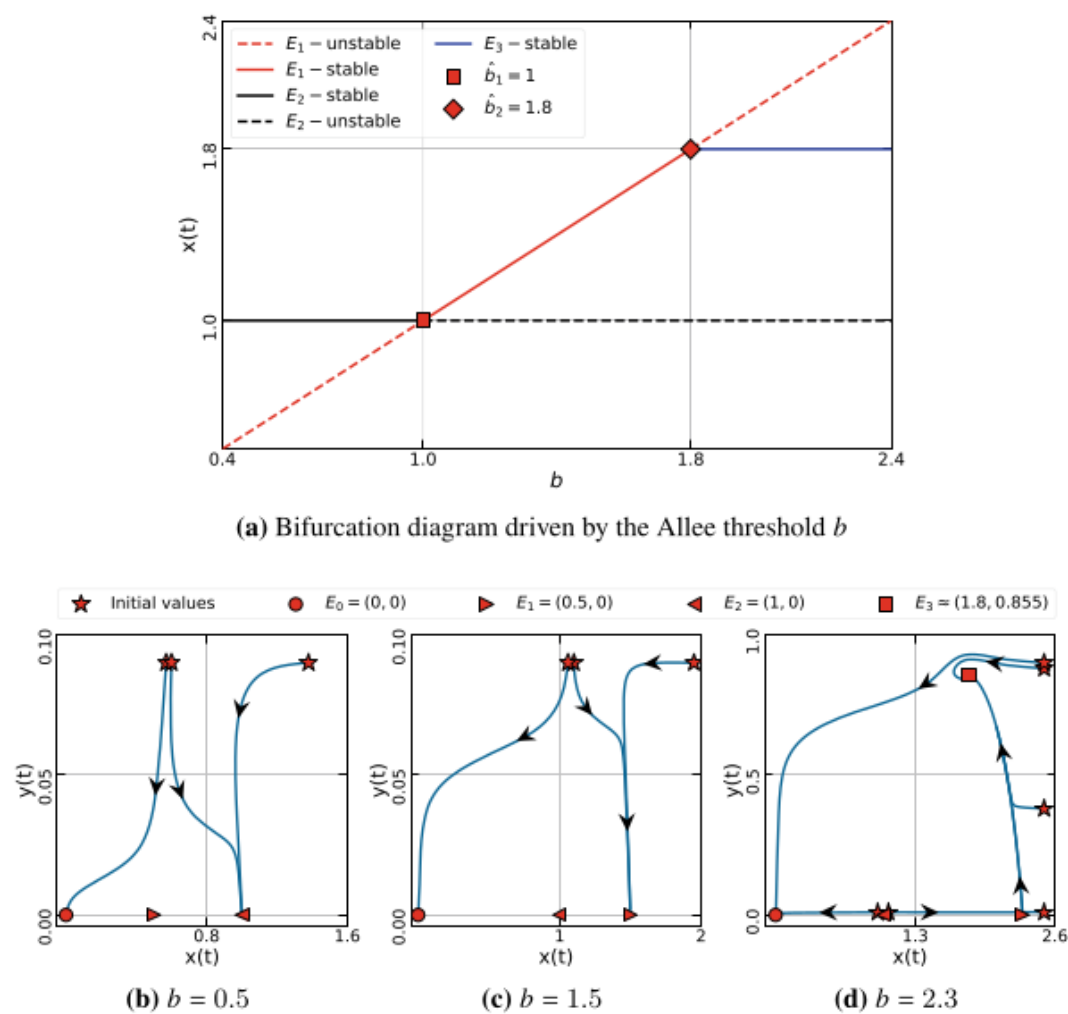 2.4
1.8
1.0
x(t)
E₁ − unstable
E₁ − stable
E₂ − stable
E₂ − unstable
E₃ − stable
b̂₁ = 1
b̂₂ = 1.8
0.4 1.0 1.8 2.4
b
(a) Bifurcation diagram driven by the Allee threshold b
Initial values E₀ = (0, 0) E₁ = (0.5, 0) E₂ = (1, 0) E₃ ≃ (1.8, 0.855)
0.10
0.05
0.00
y(t)
0.8 1.6
x(t)
(b) b = 0.5
0.10
0.05
0.00
y(t)
1 2
x(t)
(c) b = 1.5
1.0
0.5
0.0
y(t)
1.3 2.6
x(t)
(d) b = 2.3